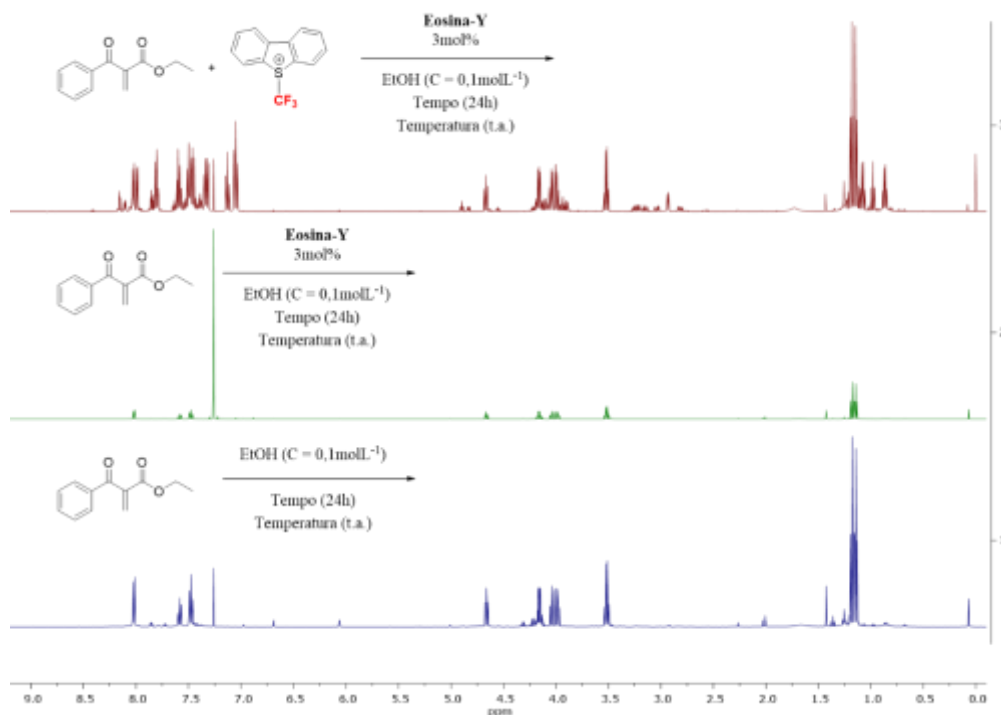 Eosina-Y
3mol%
O O
O + S⊕
CF₃
EtOH (C = 0,1molL⁻¹)
Tempo (24h)
Temperatura (t.a.)
3
Eosina-Y
3mol%
O O
O
EtOH (C = 0,1molL⁻¹)
Tempo (24h)
Temperatura (t.a.)
2
O O
O
EtOH (C = 0,1molL⁻¹)
Tempo (24h)
Temperatura (t.a.)
1
9.0 8.5 8.0 7.5 7.0 6.5 6.0 5.5 5.0 4.5 4.0 3.5 3.0 2.5 2.0 1.5 1.0 0.5 0.0
ppm